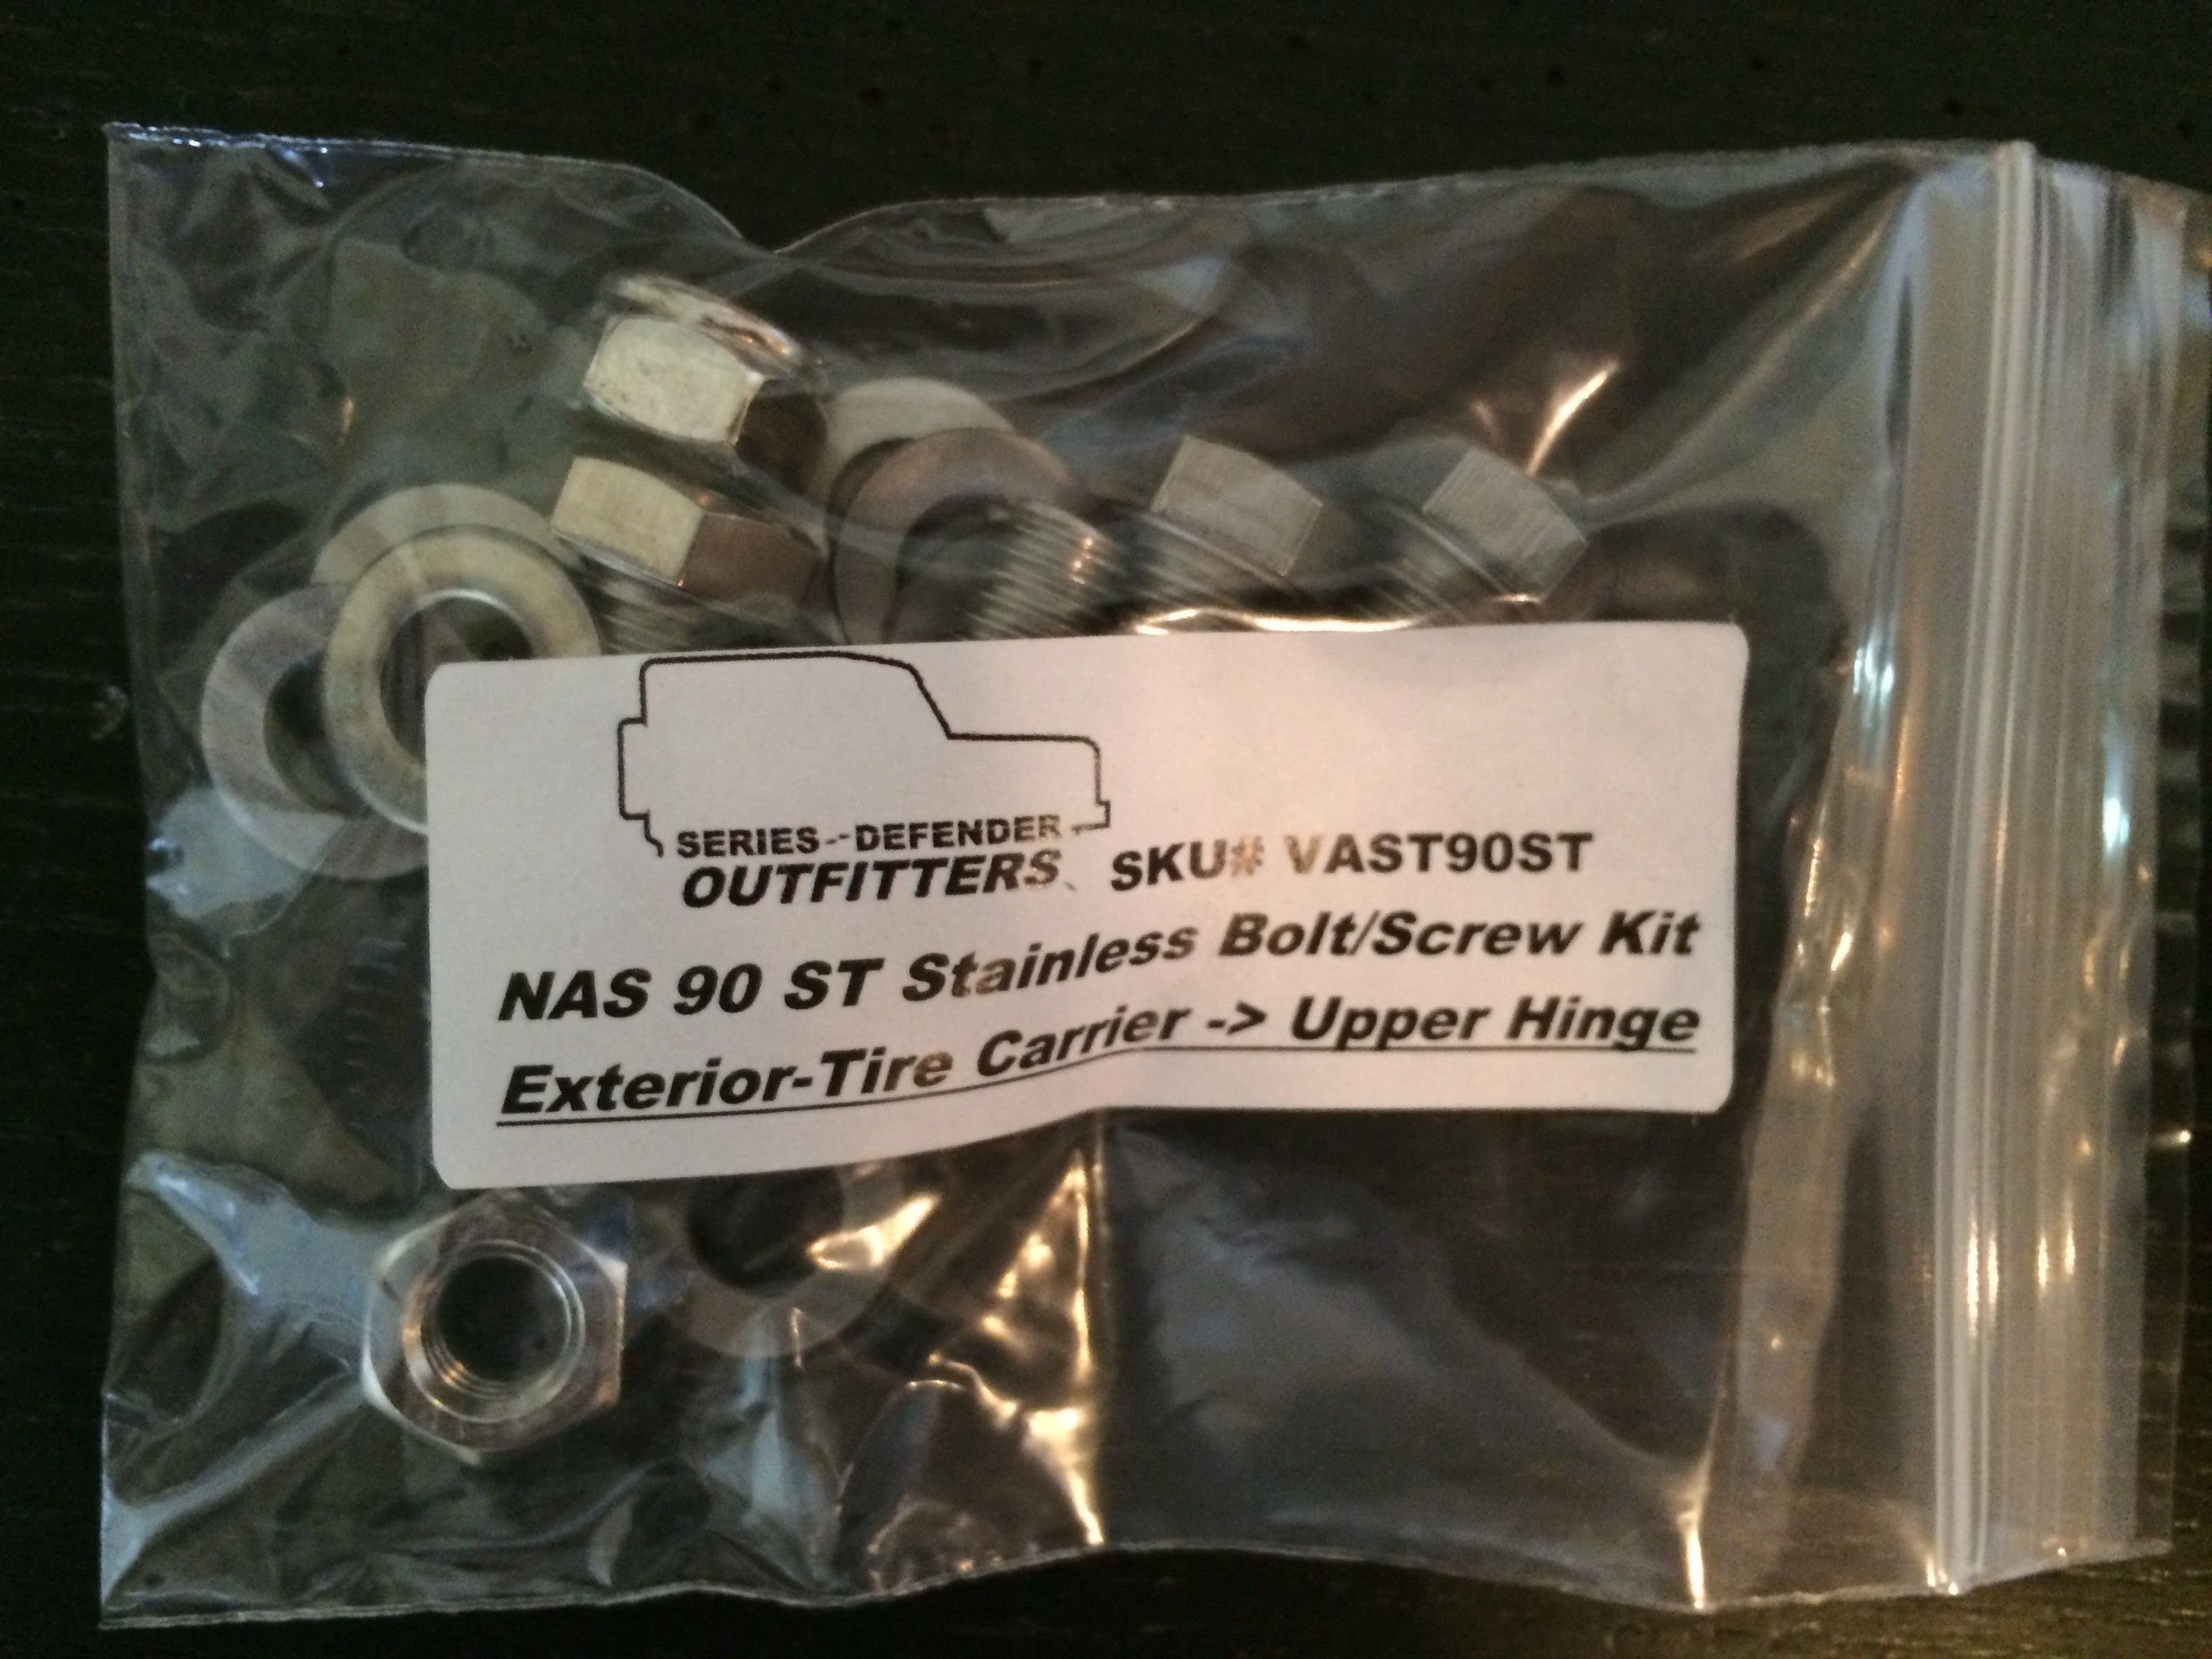 SERIES--DEFENDER
OUTFITTERS SKU# VAST90ST
NAS 90 ST Stainless Bolt/Screw Kit
Exterior-Tire Carrier -> Upper Hinge